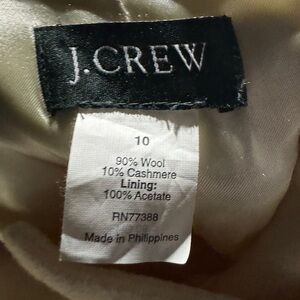 J.CREW
10
90% Wool
10% Cashmere
Lining:
100% Acetate
RN77388
Made in Philippines